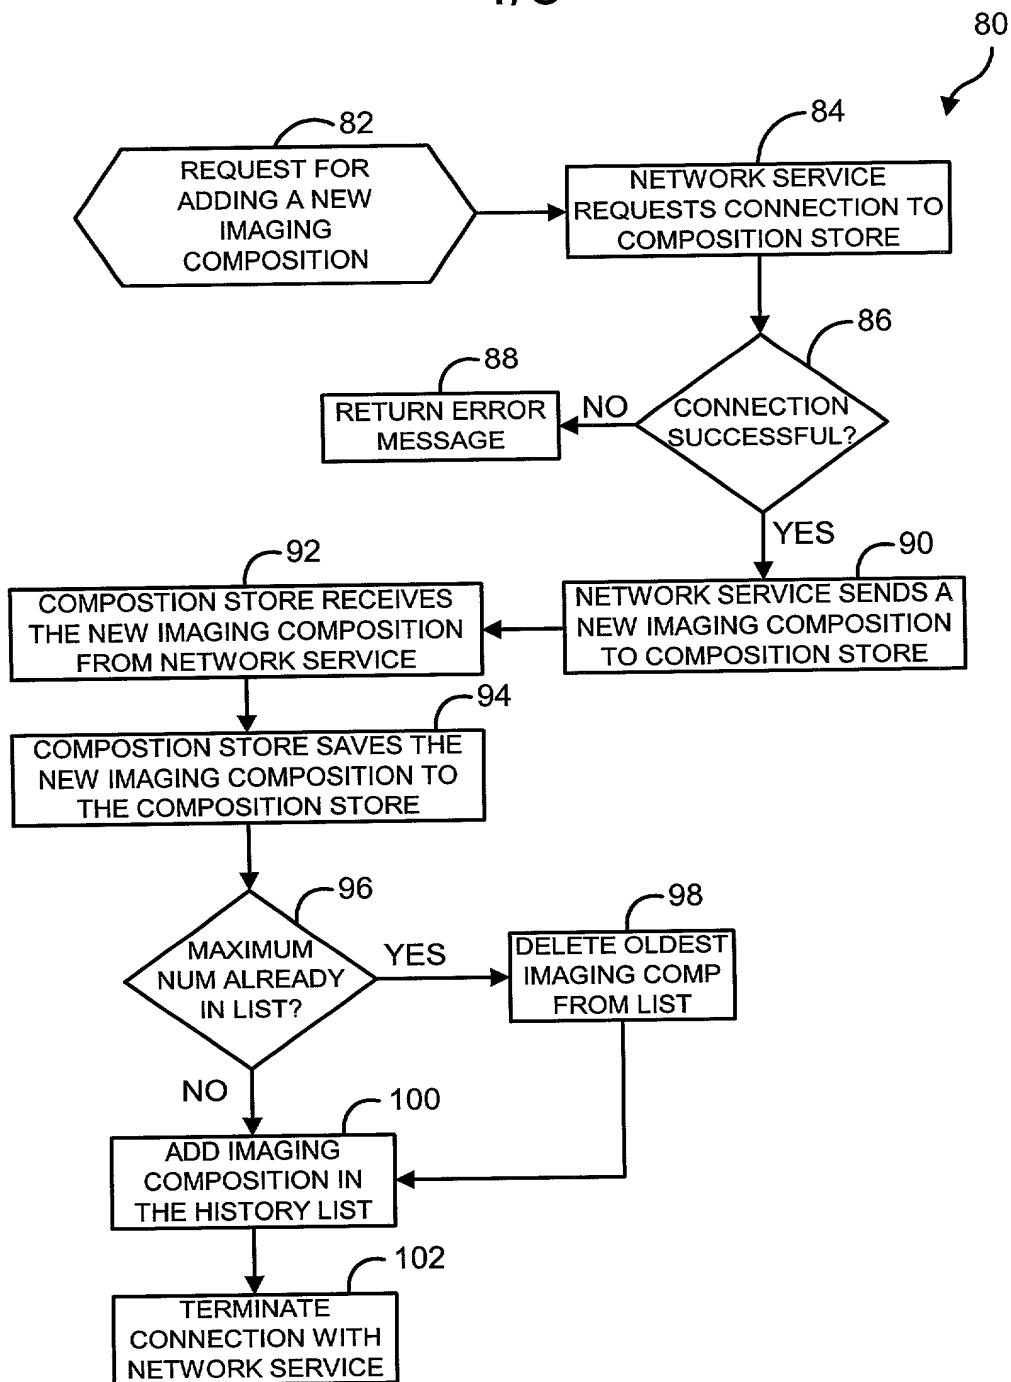 80
82
REQUEST FOR
ADDING A NEW
IMAGING
COMPOSITION
84
NETWORK SERVICE
REQUESTS CONNECTION TO
COMPOSITION STORE
86
CONNECTION
SUCCESSFUL?
NO
88
RETURN ERROR
MESSAGE
YES
90
NETWORK SERVICE SENDS A
NEW IMAGING COMPOSITION
TO COMPOSITION STORE
92
COMPOSTION STORE RECEIVES
THE NEW IMAGING COMPOSITION
FROM NETWORK SERVICE
94
COMPOSTION STORE SAVES THE
NEW IMAGING COMPOSITION TO
THE COMPOSITION STORE
96
MAXIMUM
NUM ALREADY
IN LIST?
YES
98
DELETE OLDEST
IMAGING COMP
FROM LIST
NO
100
ADD IMAGING
COMPOSITION IN
THE HISTORY LIST
102
TERMINATE
CONNECTION WITH
NETWORK SERVICE